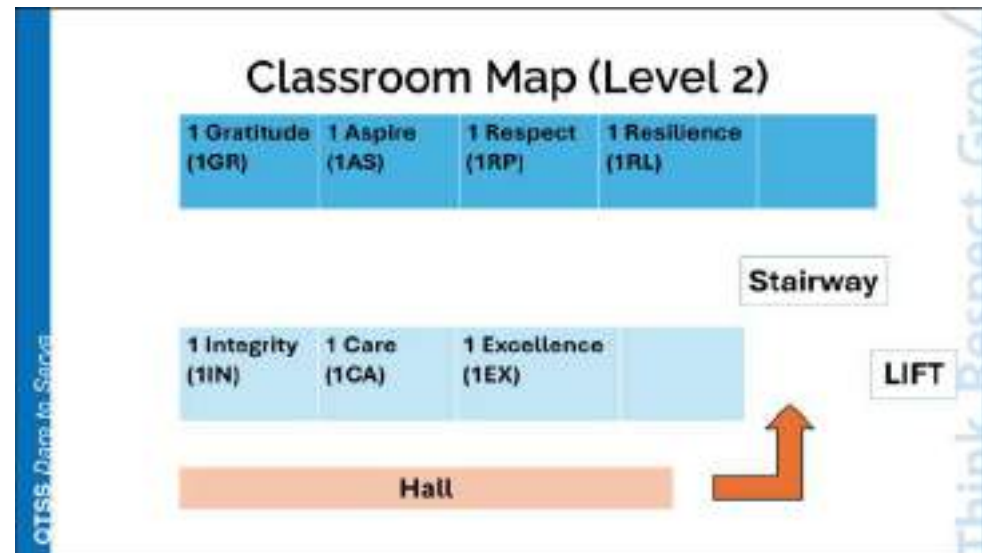 Classroom Map (Level 2)
1 Gratitude
(1GR)
1 Aspire
(1AS)
1 Respect
(1RP)
1 Resilience
(1RL)
Stairway
LIFT
1 Integrity
(1IN)
1 Care
(1CA)
1 Excellence
(1EX)
Hall
QTSS Dare to Serve
Think Respect Grow